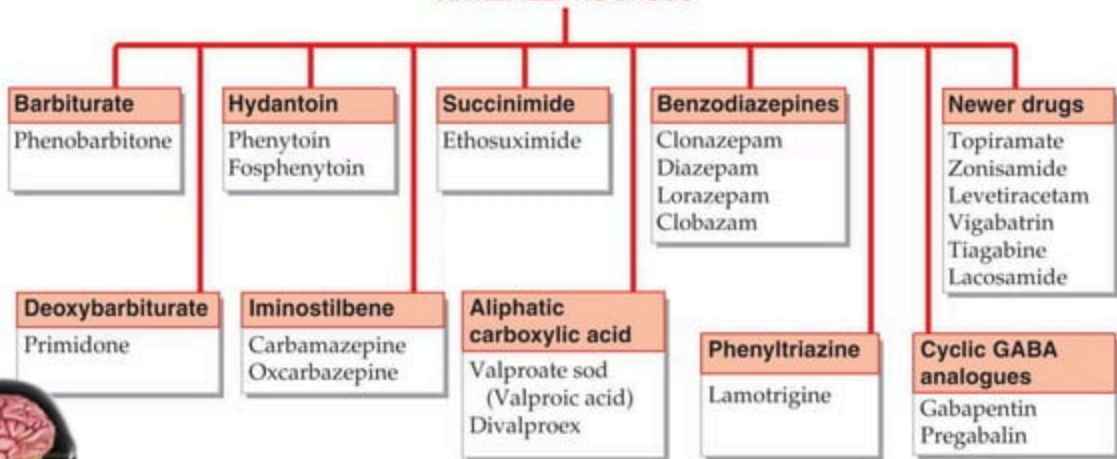 Barbiturate
Phenobarbitone
Hydantoin
Phenytoin
Fosphenytoin
Succinimide
Ethosuximide
Benzodiazepines
Clonazepam
Diazepam
Lorazepam
Clobazam
Newer drugs
Topiramate
Zonisamide
Levetiracetam
Vigabatrin
Tiagabine
Lacosamide
Deoxybarbiturate
Primidone
Iminostilbene
Carbamazepine
Oxcarbazepine
Aliphatic
carboxylic acid
Valproate sod
(Valproic acid)
Divalproex
Phenyltriazine
Lamotrigine
Cyclic GABA
analogues
Gabapentin
Pregabalin